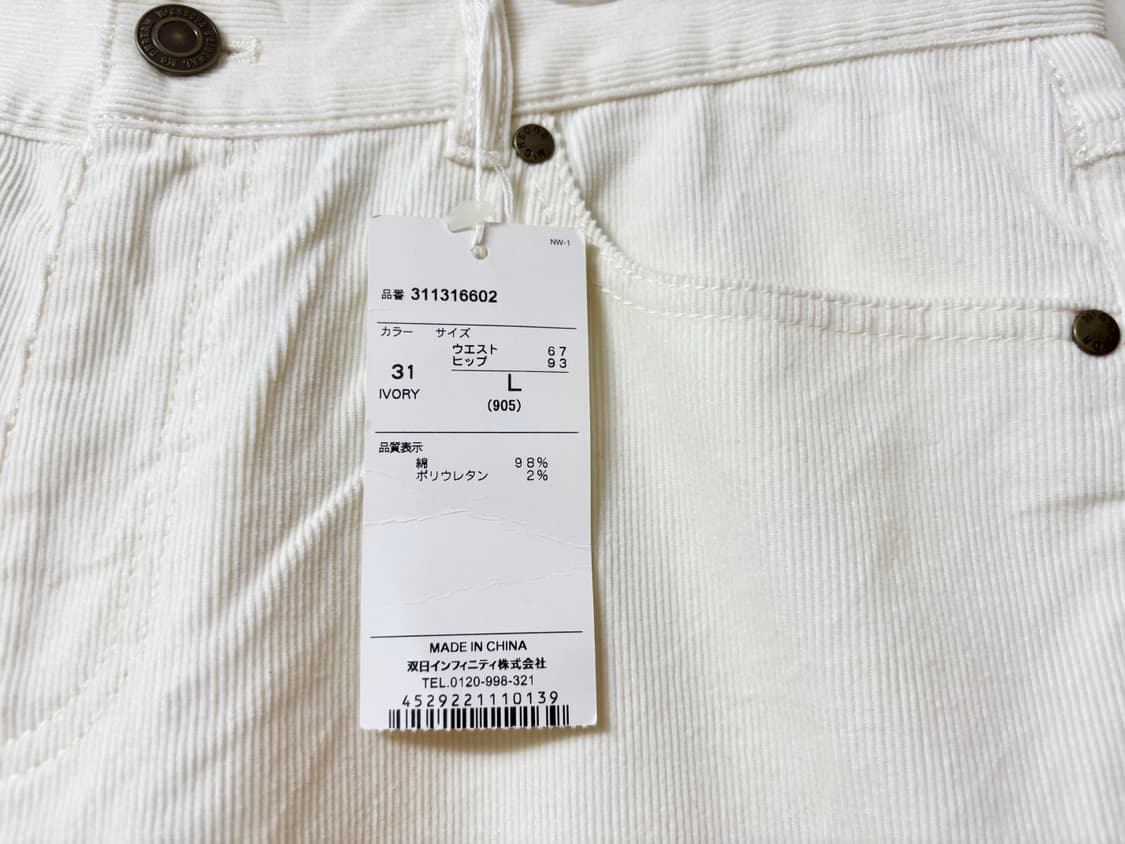 NW-1
品番 311316602
カラー サイズ
ウエスト 67
ヒップ 93
31
IVORY
L
(905)
品質表示
綿 98%
ポリウレタン 2%
MADE IN CHINA
双日インフィニティ株式会社
TEL.0120-998-321
4529221110139